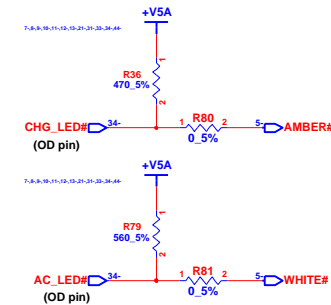 +V5A
7-,8-,9-,10-,11-,12-,13-,21-,31-,33-,34-,44-
1
R36
470_5%
2
CHG_LED# 34- 1 R80 2 5- AMBER#
(OD pin) 0_5%
+V5A
7-,8-,9-,10-,11-,12-,13-,21-,31-,33-,34-,44-
1
R79
560_5%
2
AC_LED# 34- 1 R81 2 5- WHITE#
(OD pin) 0_5%